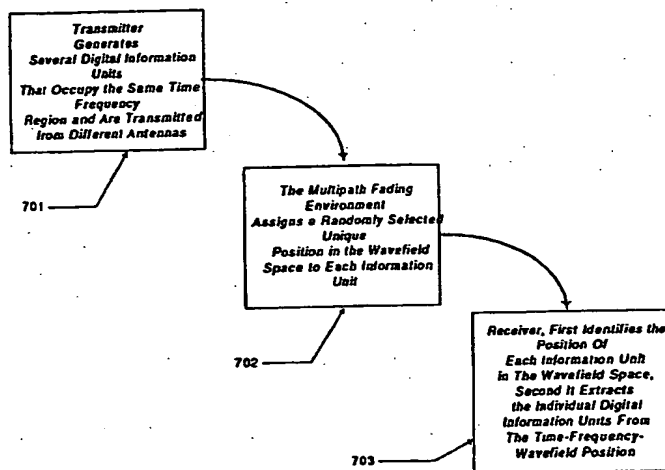 Transmitter
Generates
Several Digital Information
Units
That Occupy the Same Time
Frequency
Region and Are Transmitted
from Different Antennas
701
The Multipath Fading
Environment
Assigns a Randomly Selected
Unique
Position in the Wavefield
Space to Each Information
Unit
702
Receiver, First Identifies the
Position Of
Each Information Unit
in The Wavefield Space,
Second It Extracts
the Individual Digital
Information Units From
The Time-Frequency-
Wavefield Position
703